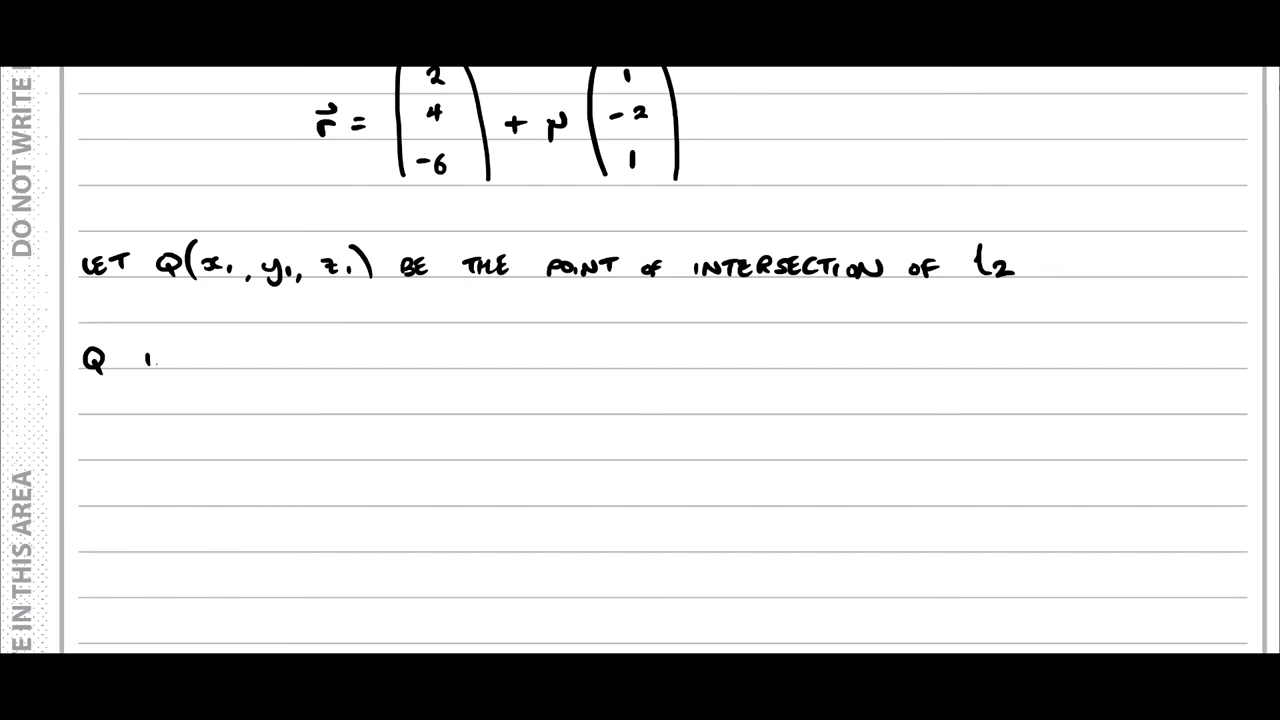 2 1
4 -2
r⃗ = + μ
-6 1
LET Q(x₁, y₁, z₁) BE THE POINT OF INTERSECTION OF l₂
Q
DO NOT WRITE
E IN THIS AREA